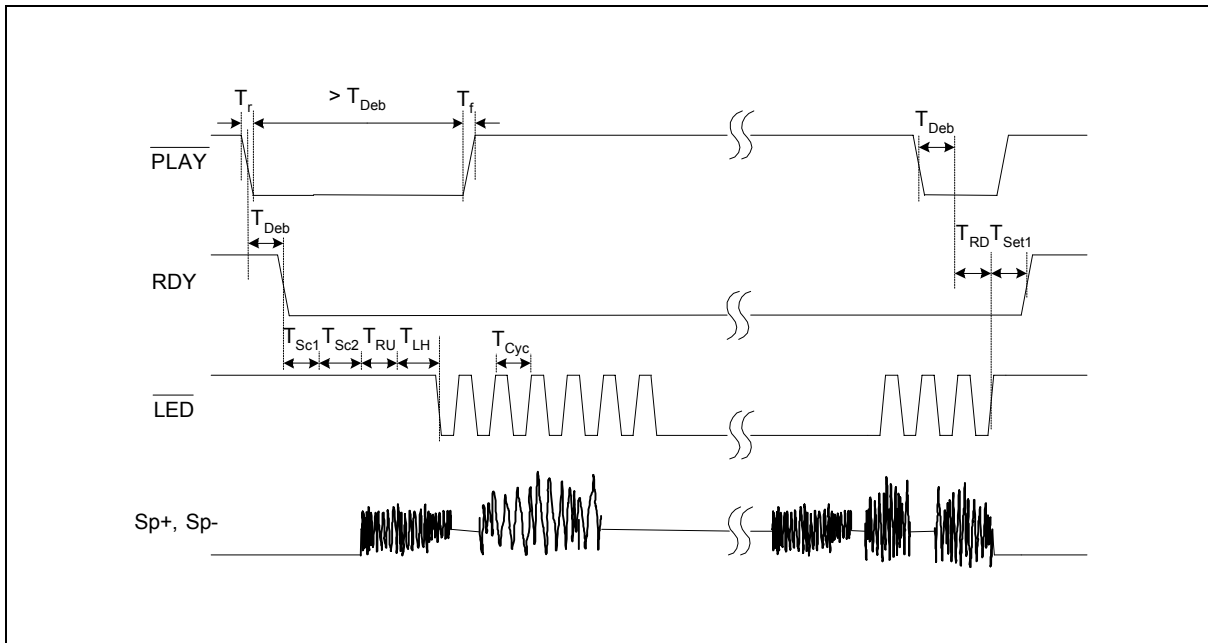 Tr > TDeb Tf TDeb
PLAY
TDeb TRD TSet1
RDY
TSc1 TSc2 TRU TLH TCyc
LED
Sp+, Sp-